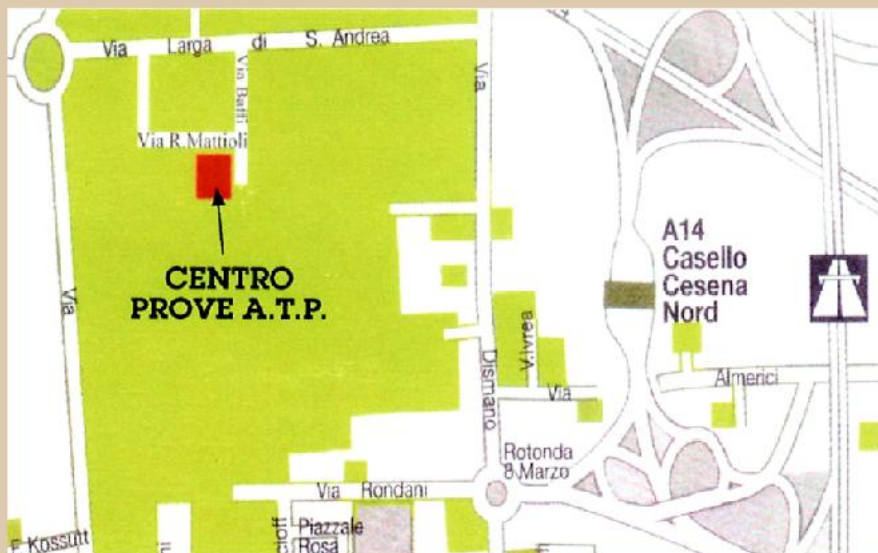 Via Larga di S. Andrea
Via
Via
Via R.Mattioli
CENTRO
PROVE A.T.P.
A14
Casello
Cesena
Nord
Via
V.Ivrea
Dismano
Via Almerici
Rotonda
8 Marzo
Via Rondani
Piazzale
Rosa
F Kossutt